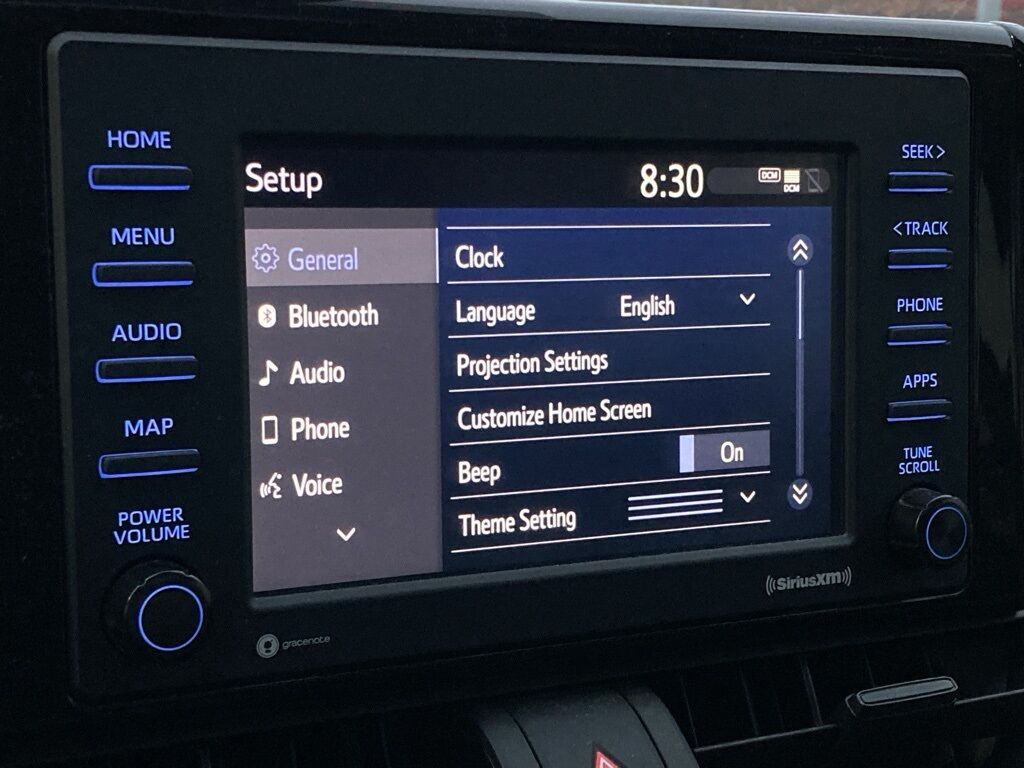 HOME
MENU
AUDIO
MAP
POWER
VOLUME
Setup
8:30
DCM
DCM
General
Bluetooth
Audio
Phone
Voice
Clock
Language English
Projection Settings
Customize Home Screen
Beep On
Theme Setting
SEEK>
<TRACK
PHONE
APPS
TUNE
SCROLL
gracenote
((SiriusXM))